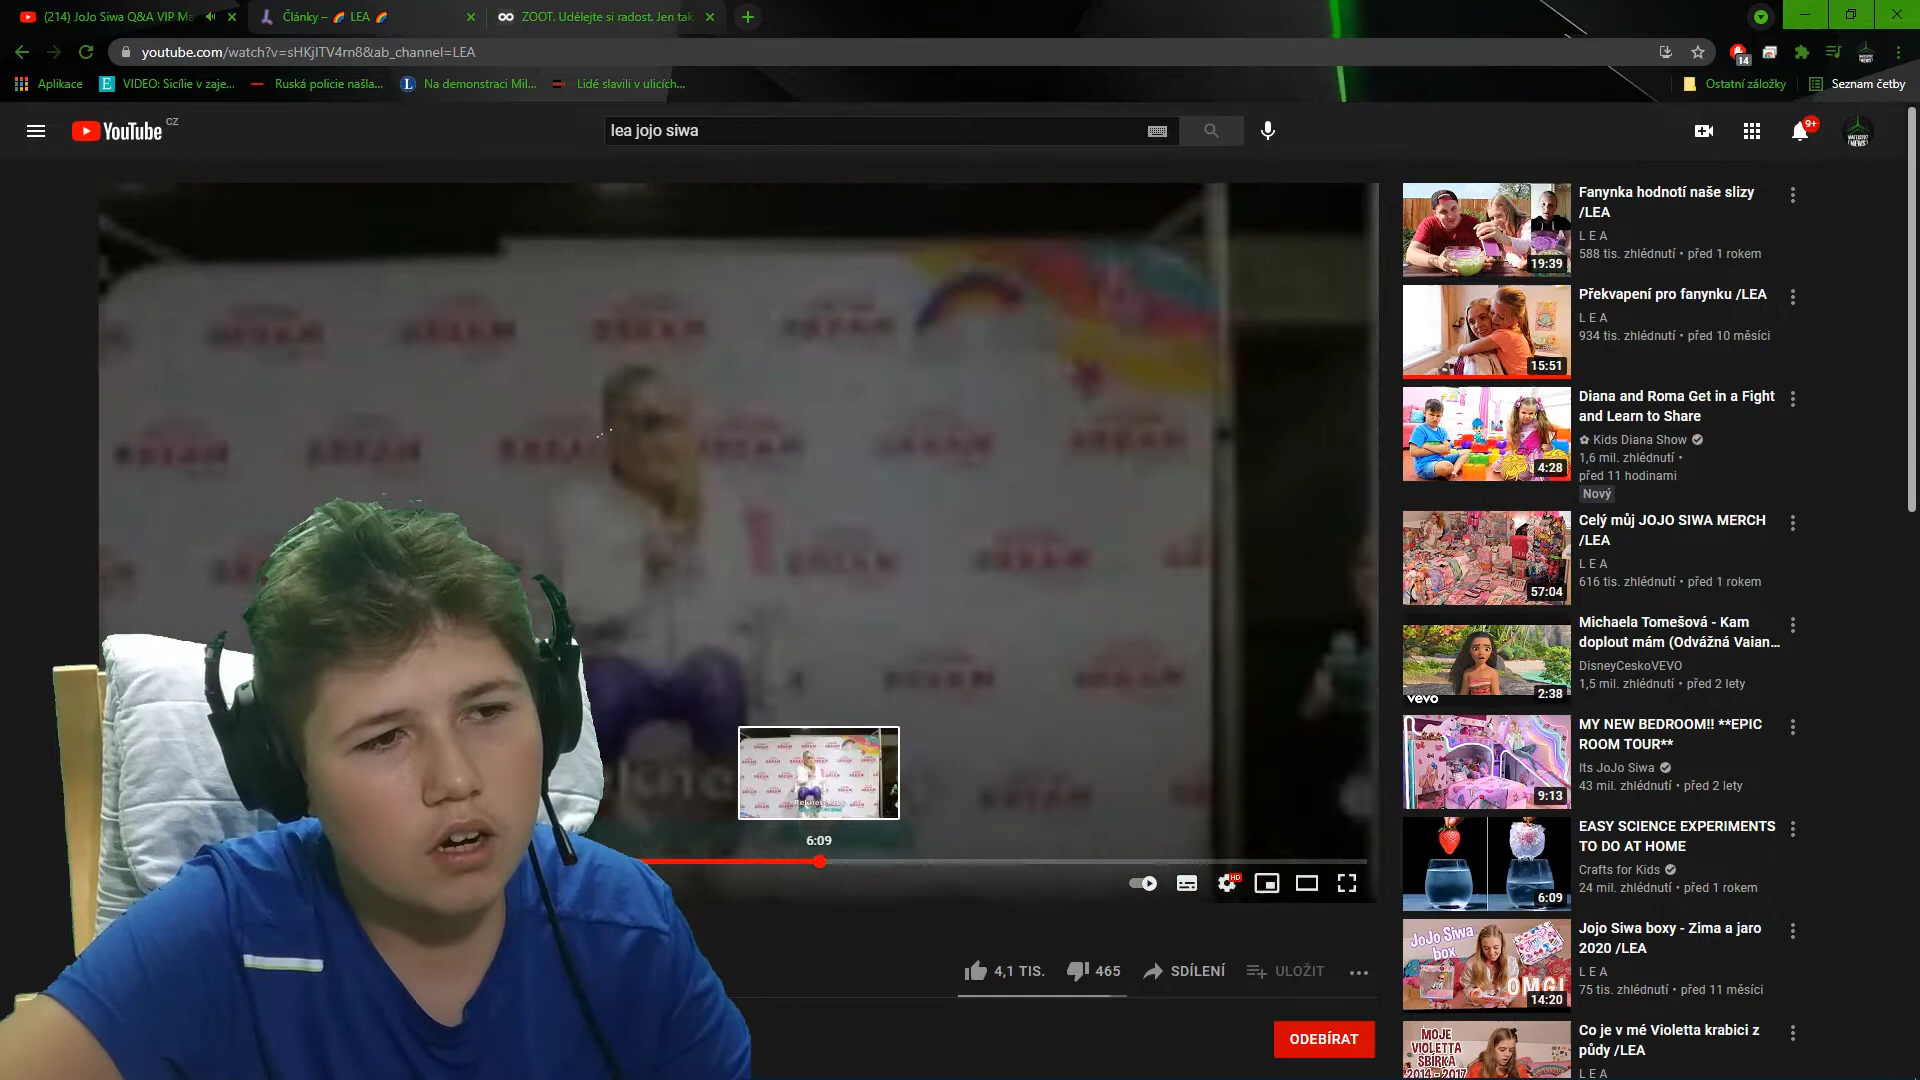 (214) JoJo Siwa Q&A VIP Ma
Články – 🌈 LEA 🌈
ZOOT. Udělejte si radost. Jen tak
youtube.com/watch?v=sHKjITV4rn8&ab_channel=LEA
14
Aplikace
VIDEO: Sicílie v zaje...
Ruská policie našla...
Na demonstraci Mil...
Lidé slavili v ulicích...
Ostatní záložky
Seznam četby
YouTube CZ
lea jojo siwa
9+
6:09
HD
4,1 TIS.
465
SDÍLENÍ
ULOŽIT
ODEBÍRAT
Fanynka hodnotí naše slizy
/LEA
L E A
588 tis. zhlédnutí • před 1 rokem
19:39
Překvapení pro fanynku /LEA
L E A
934 tis. zhlédnutí • před 10 měsíci
15:51
Diana and Roma Get in a Fight
and Learn to Share
✿ Kids Diana Show
1,6 mil. zhlédnutí •
před 11 hodinami
Nový
4:28
Celý můj JOJO SIWA MERCH
/LEA
L E A
616 tis. zhlédnutí • před 1 rokem
57:04
Michaela Tomešová - Kam
doplout mám (Odvážná Vaian...
DisneyCeskoVEVO
1,5 mil. zhlédnutí • před 2 lety
vevo
2:38
MY NEW BEDROOM!! **EPIC
ROOM TOUR**
Its JoJo Siwa
43 mil. zhlédnutí • před 2 lety
9:13
EASY SCIENCE EXPERIMENTS
TO DO AT HOME
Crafts for Kids
24 mil. zhlédnutí • před 1 rokem
6:09
Jojo Siwa boxy - Zima a jaro
2020 /LEA
L E A
75 tis. zhlédnutí • před 11 měsíci
JoJo Siwa
box
OMG!
14:20
Co je v mé Violetta krabici z
půdy /LEA
L E A
MOJE
VIOLETTA
SBÍRKA
2014 - 2017